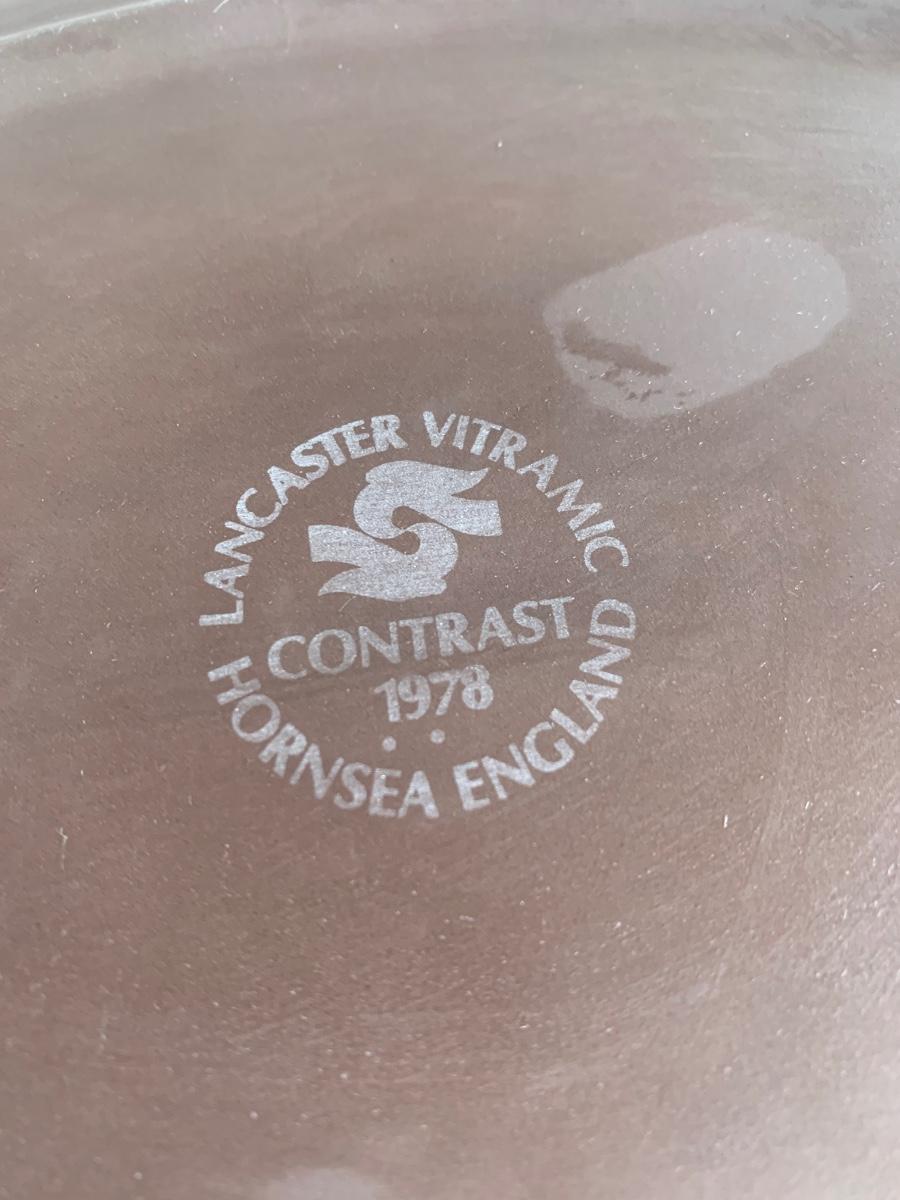 LANCASTER VITRAMIC
CONTRAST
1978
HORNSEA ENGLAND